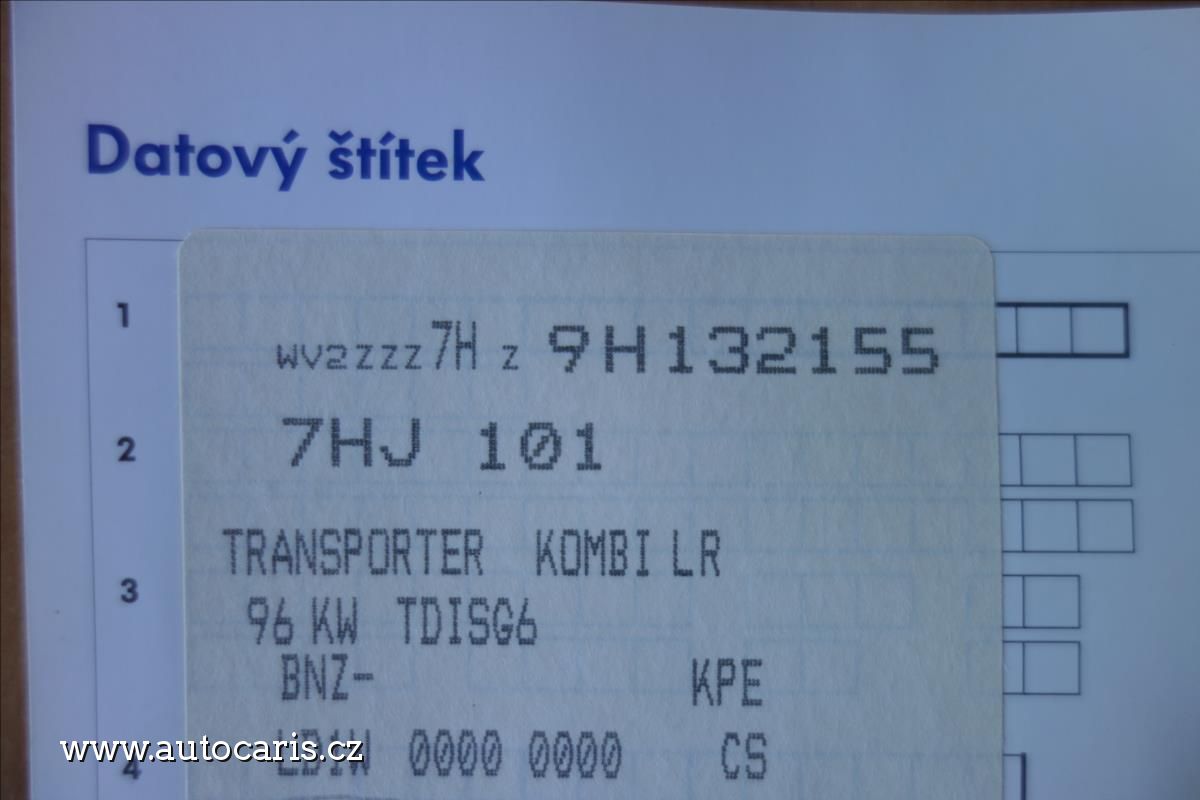 Datový štítek
1
WV2ZZZ7H Z 9H132155
2
7HJ 101
TRANSPORTER KOMBI LR
3
96 KW TDISG6
BNZ- KPE
4
0000 0000 CS
www.autocaris.cz